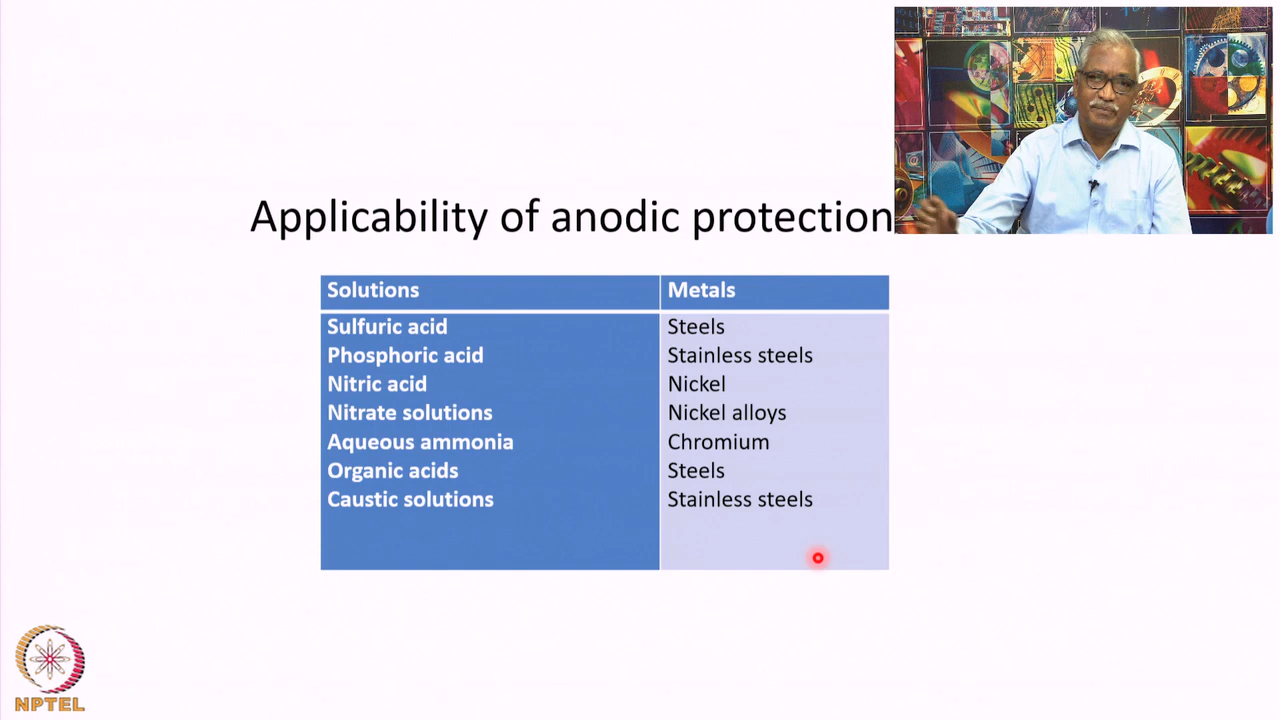 Applicability of anodic protection
Solutions Metals
Sulfuric acid Steels
Phosphoric acid Stainless steels
Nitric acid Nickel
Nitrate solutions Nickel alloys
Aqueous ammonia Chromium
Organic acids Steels
Caustic solutions Stainless steels
NPTEL